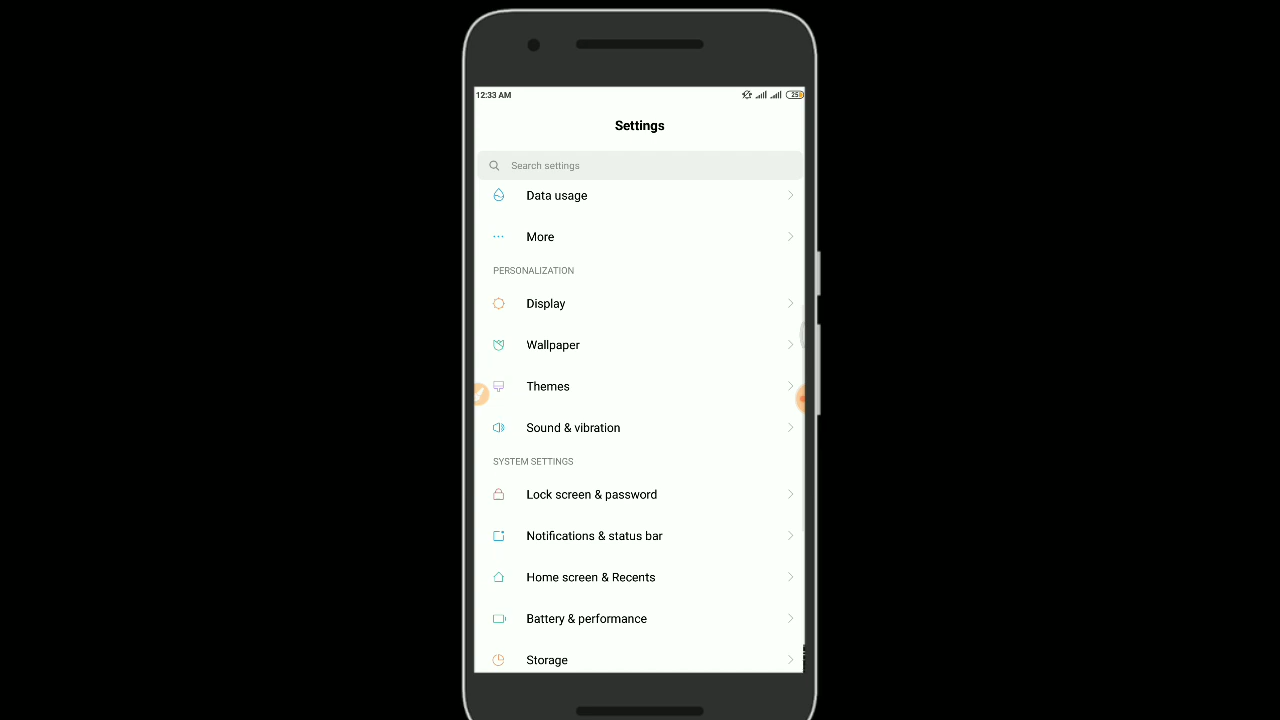 12:33 AM 25
Settings
Search settings
Data usage
More
PERSONALIZATION
Display
Wallpaper
Themes
Sound & vibration
SYSTEM SETTINGS
Lock screen & password
Notifications & status bar
Home screen & Recents
Battery & performance
Storage